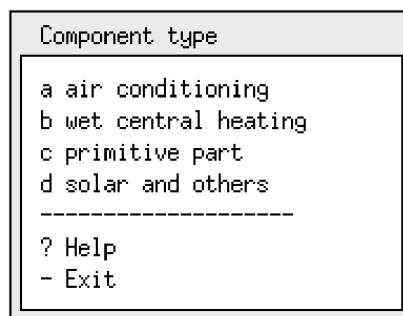 Component type
a air conditioning
b wet central heating
c primitive part
d solar and others
--------------------
? Help
- Exit